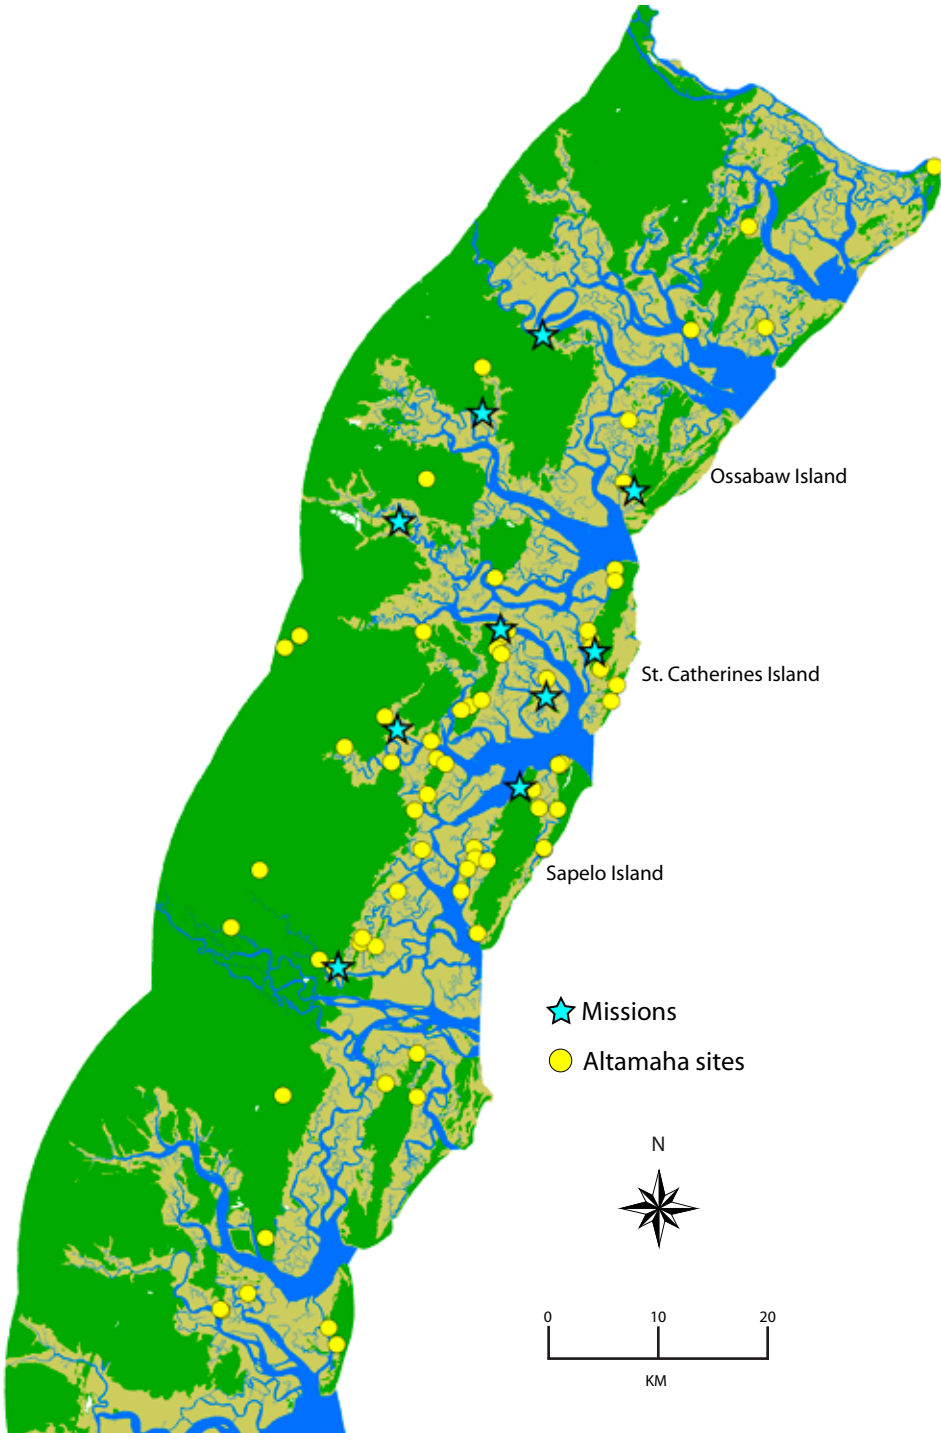 Ossabaw Island
St. Catherines Island
Sapelo Island
Missions
Altamaha sites
N
0 10 20
KM